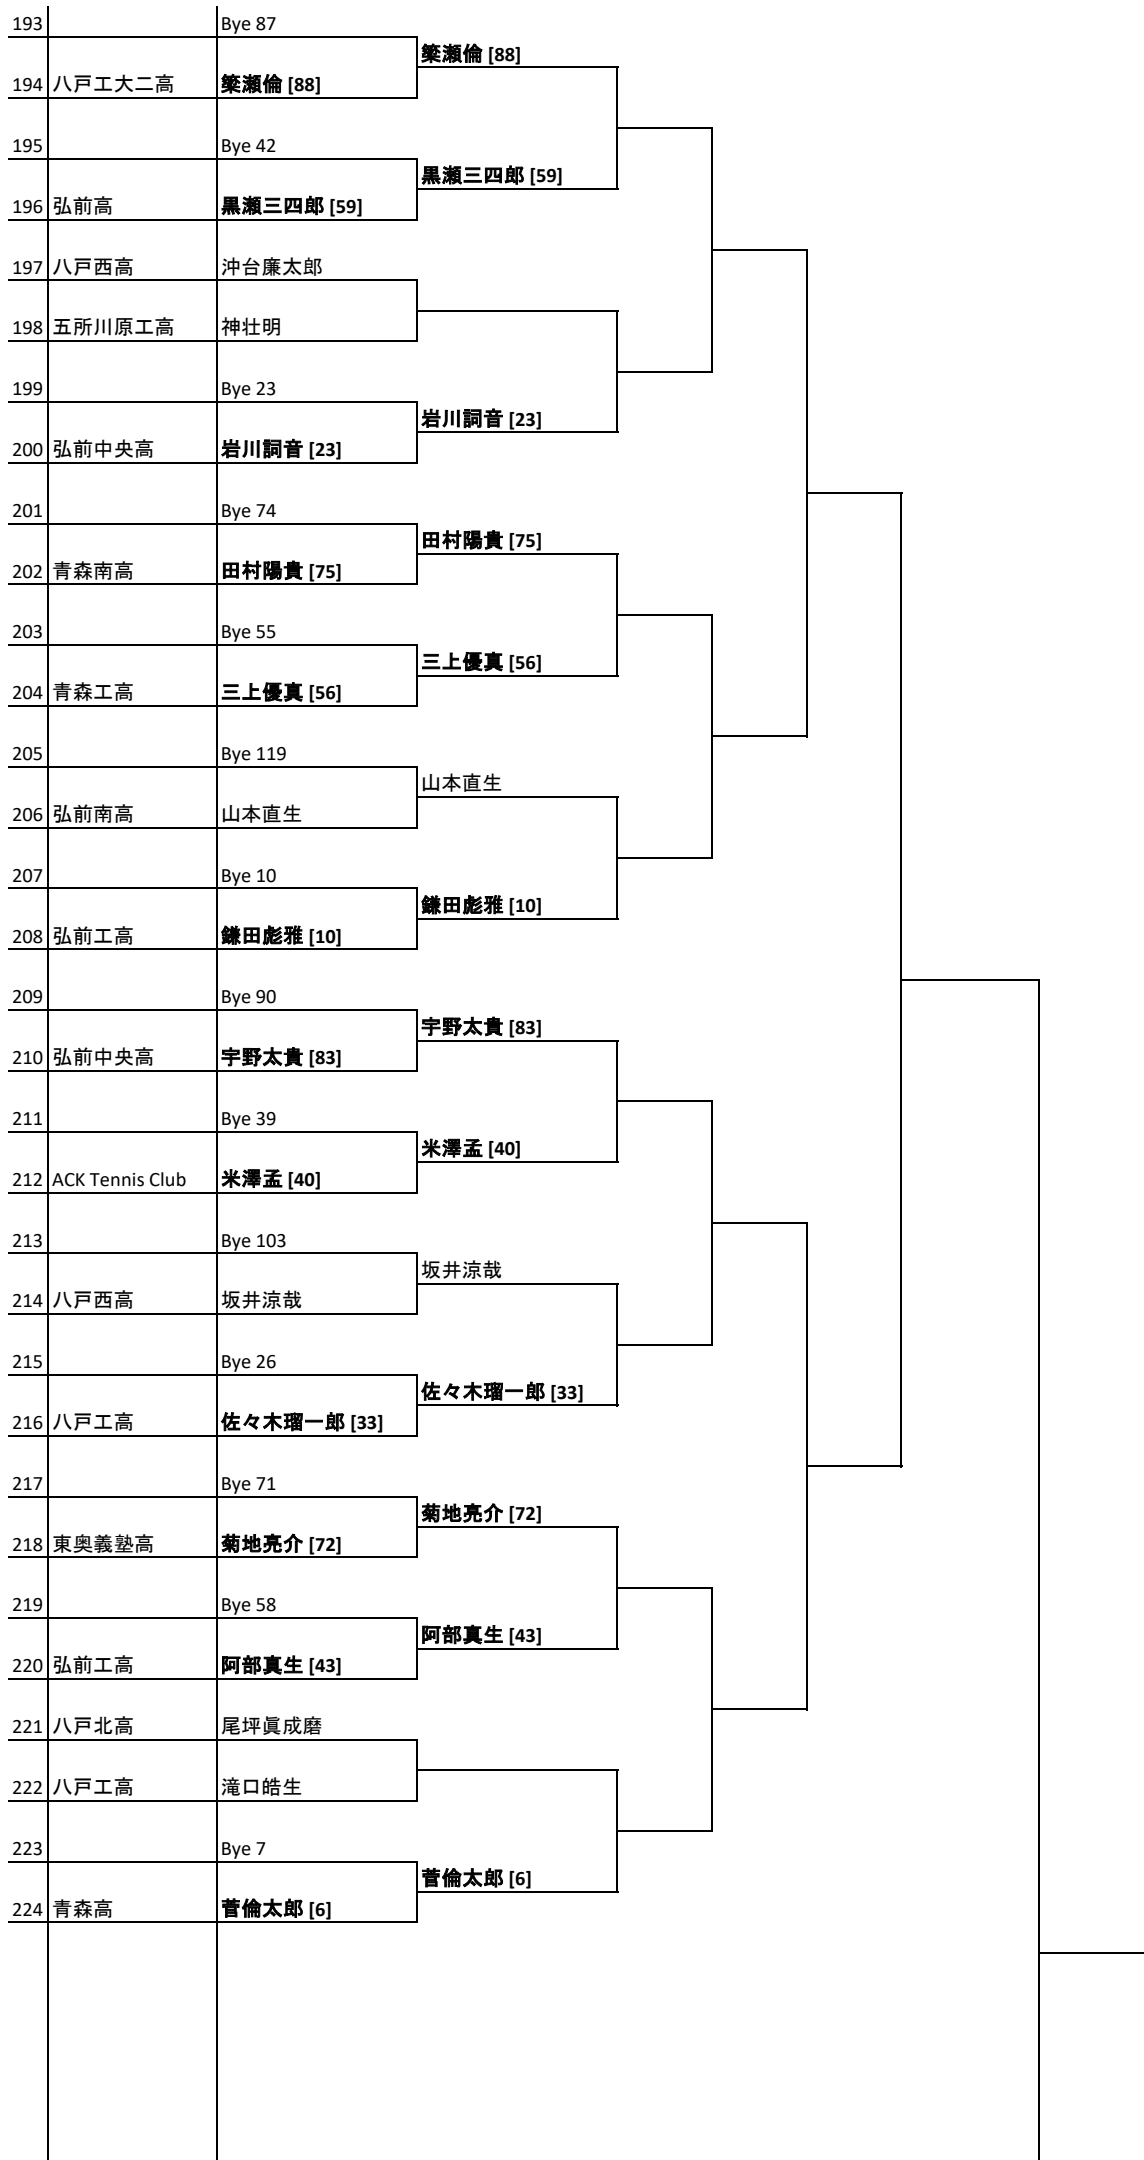 193 Bye 87
簗瀬倫 [88]
194 八戸工大二高 簗瀬倫 [88]
195 Bye 42
黒瀬三四郎 [59]
196 弘前高 黒瀬三四郎 [59]
197 八戸西高 沖台廉太郎
198 五所川原工高 神壮明
199 Bye 23
岩川詞音 [23]
200 弘前中央高 岩川詞音 [23]
201 Bye 74
田村陽貴 [75]
202 青森南高 田村陽貴 [75]
203 Bye 55
三上優真 [56]
204 青森工高 三上優真 [56]
205 Bye 119
山本直生
206 弘前南高 山本直生
207 Bye 10
鎌田彪雅 [10]
208 弘前工高 鎌田彪雅 [10]
209 Bye 90
宇野太貴 [83]
210 弘前中央高 宇野太貴 [83]
211 Bye 39
米澤孟 [40]
212 ACK Tennis Club 米澤孟 [40]
213 Bye 103
坂井涼哉
214 八戸西高 坂井涼哉
215 Bye 26
佐々木瑠一郎 [33]
216 八戸工高 佐々木瑠一郎 [33]
217 Bye 71
菊地亮介 [72]
218 東奥義塾高 菊地亮介 [72]
219 Bye 58
阿部真生 [43]
220 弘前工高 阿部真生 [43]
221 八戸北高 尾坪眞成磨
222 八戸工高 滝口皓生
223 Bye 7
菅倫太郎 [6]
224 青森高 菅倫太郎 [6]